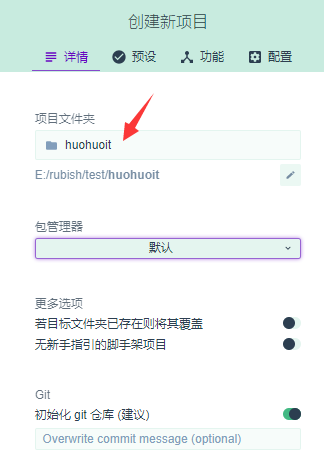 创建新项目
详情 预设 功能 配置
项目文件夹
huohuoit
E:/rubish/test/huohuoit
包管理器
默认
更多选项
若目标文件夹已存在则将其覆盖
无新手指引的脚手架项目
Git
初始化 git 仓库 (建议)
Overwrite commit message (optional)